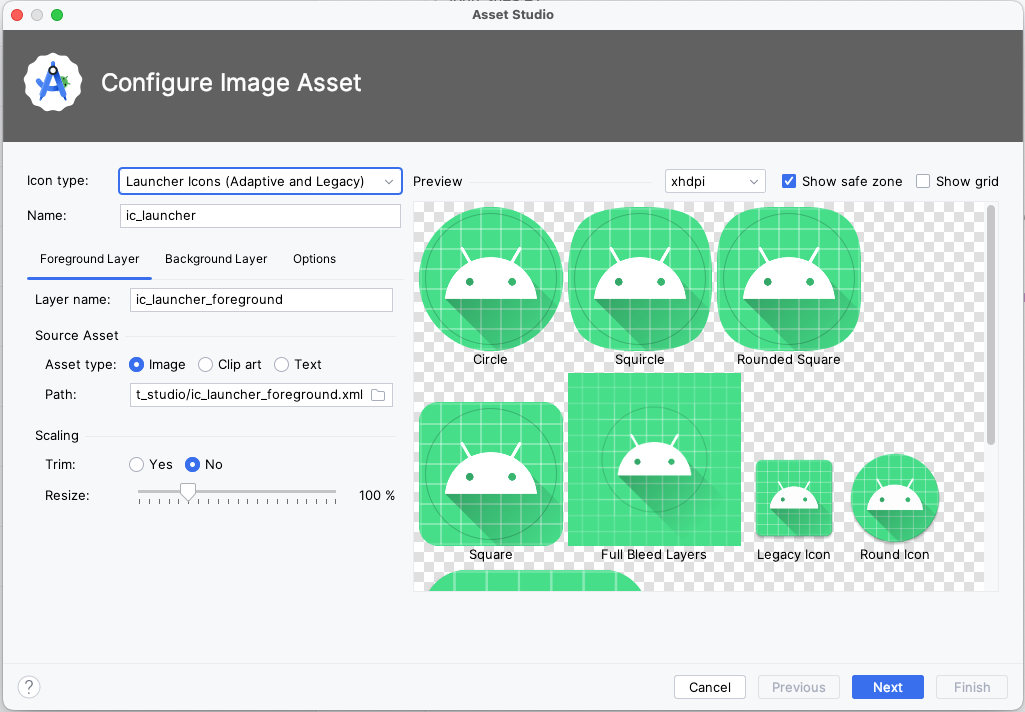 Asset Studio
Configure Image Asset
Icon type: Launcher Icons (Adaptive and Legacy)
Name: ic_launcher
Foreground Layer Background Layer Options
Layer name: ic_launcher_foreground
Source Asset
Asset type: Image Clip art Text
Path: t_studio/ic_launcher_foreground.xml
Scaling
Trim: Yes No
Resize: 100 %
Preview xhdpi Show safe zone Show grid
Circle Squircle Rounded Square
Square Full Bleed Layers Legacy Icon Round Icon
? Cancel Previous Next Finish